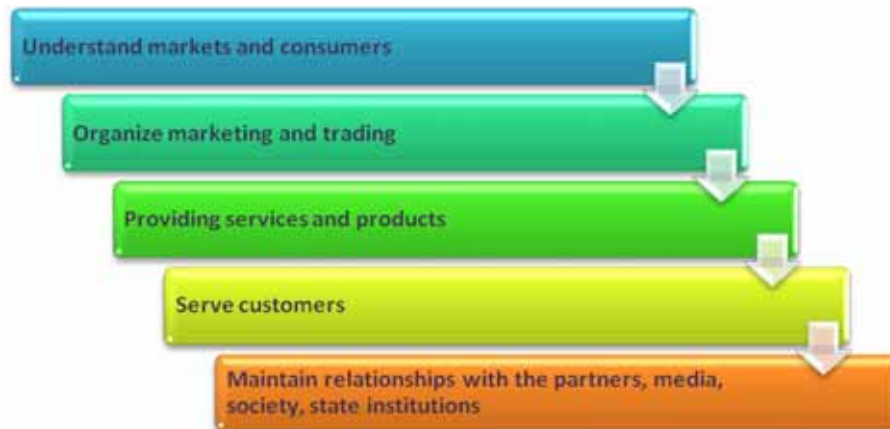 Understand markets and consumers
Organize marketing and trading
Providing services and products
Serve customers
Maintain relationships with the partners, media,
society, state institutions